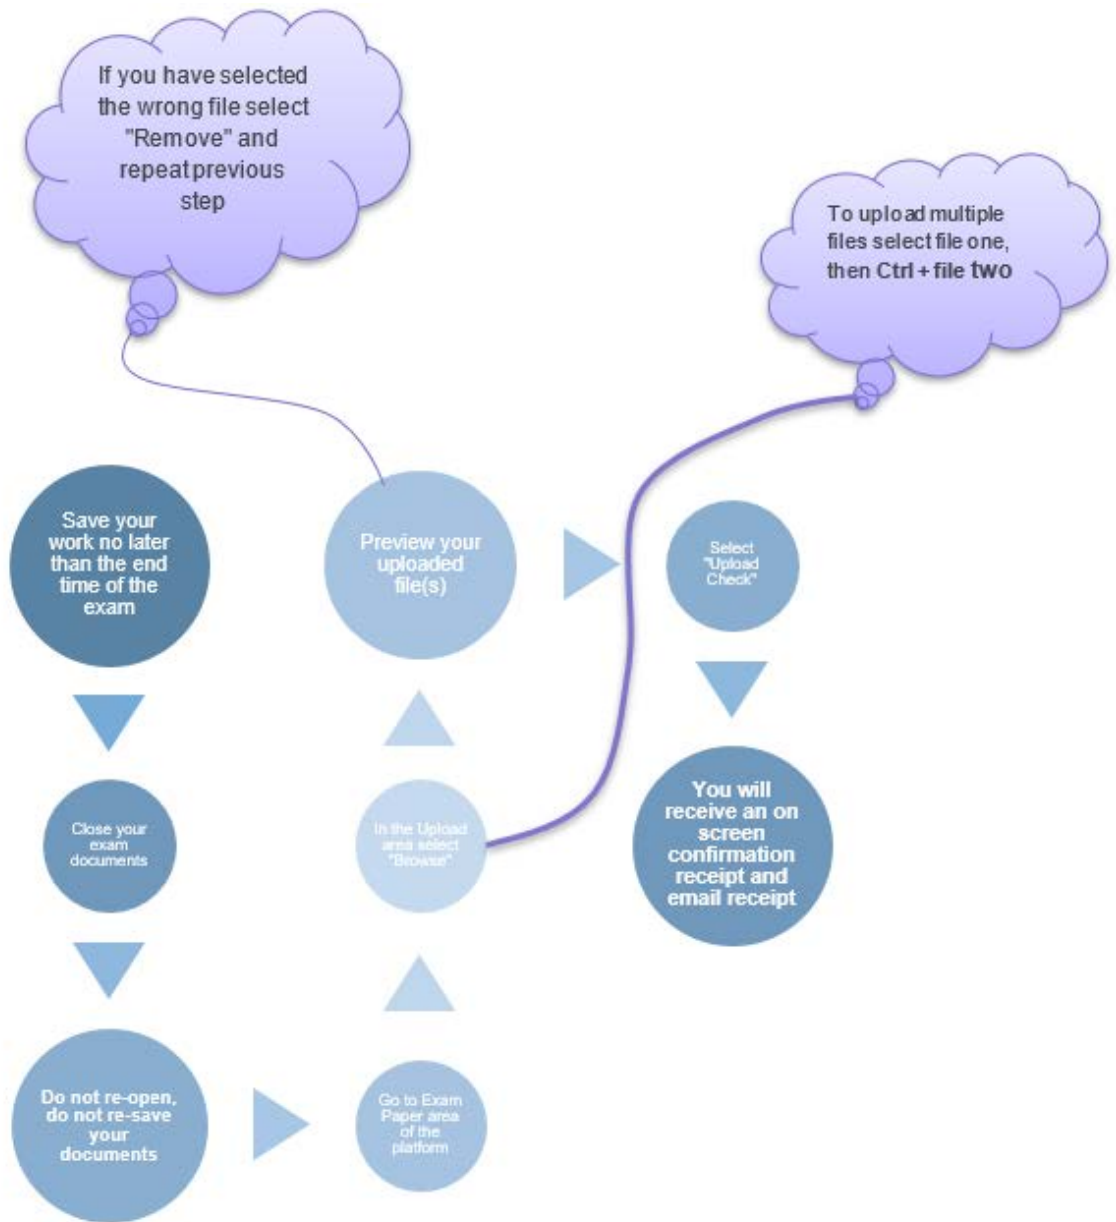 If you have selected
the wrong file select
"Remove" and
repeat previous
step
To upload multiple
files select file one,
then Ctrl + file two
Save your
work no later
than the end
time of the
exam
Close your
exam
documents
Do not re-open,
do not re-save
your
documents
Go to Exam
Paper area
of the
platform
In the Upload
area select
"Browse"
Preview your
uploaded
file(s)
Select
"Upload
Check"
You will
receive an on
screen
confirmation
receipt and
email receipt